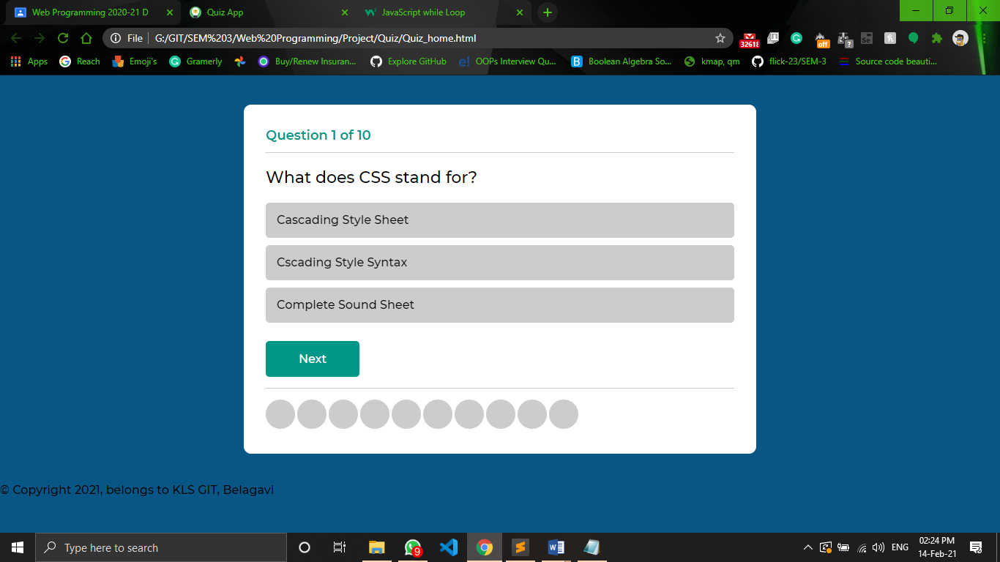 Web Programming 2020-21 D
Quiz App
JavaScript while Loop
File
G:/GIT/SEM%203/Web%20Programming/Project/Quiz/Quiz_home.html
32618
off
?
Se
Apps
Reach
Emoji's
Gramerly
Buy/Renew Insuran...
Explore GitHub
e!
OOPs Interview Qu...
B
Boolean Algebra So...
kmap, qm
flick-23/SEM-3
Source code beauti...
Question 1 of 10
What does CSS stand for?
Cascading Style Sheet
Cscading Style Syntax
Complete Sound Sheet
Next
© Copyright 2021, belongs to KLS GIT, Belagavi
Type here to search
9
ENG
02:24 PM
14-Feb-21